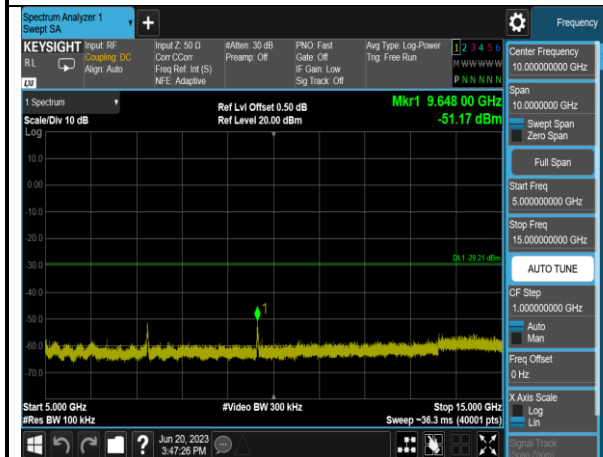 Spectrum Analyzer 1
Swept SA
+
Frequency
KEYSIGHT
RL
LXI
Input: RF
Coupling: DC
Align: Auto
Input Z: 50 Ω
Corr CCorr
Freq Ref: Int (S)
NFE: Adaptive
#Atten: 30 dB
Preamp: Off
PNO: Fast
Gate: Off
IF Gain: Low
Sig Track: Off
Avg Type: Log-Power
Trig: Free Run
1 2 3 4 5 6
M W W W W W
P N N N N N
1 Spectrum
Scale/Div 10 dB
Log
Ref Lvl Offset 0.50 dB
Ref Level 20.00 dBm
Mkr1 9.648 00 GHz
-51.17 dBm
10.0
0.00
-10.0
-20.0
-30.0
-40.0
-50.0
-60.0
-70.0
DL1 -29.21 dBm
1
Start 5.000 GHz
#Res BW 100 kHz
#Video BW 300 kHz
Stop 15.000 GHz
Sweep ~36.3 ms (40001 pts)
?
Jun 20, 2023
3:47:26 PM
Center Frequency
10.000000000 GHz
Span
10.0000000 GHz
Swept Span
Zero Span
Full Span
Start Freq
5.000000000 GHz
Stop Freq
15.000000000 GHz
AUTO TUNE
CF Step
1.000000000 GHz
Auto
Man
Freq Offset
0 Hz
X Axis Scale
Log
Lin
Signal Track
(Span Zoom)